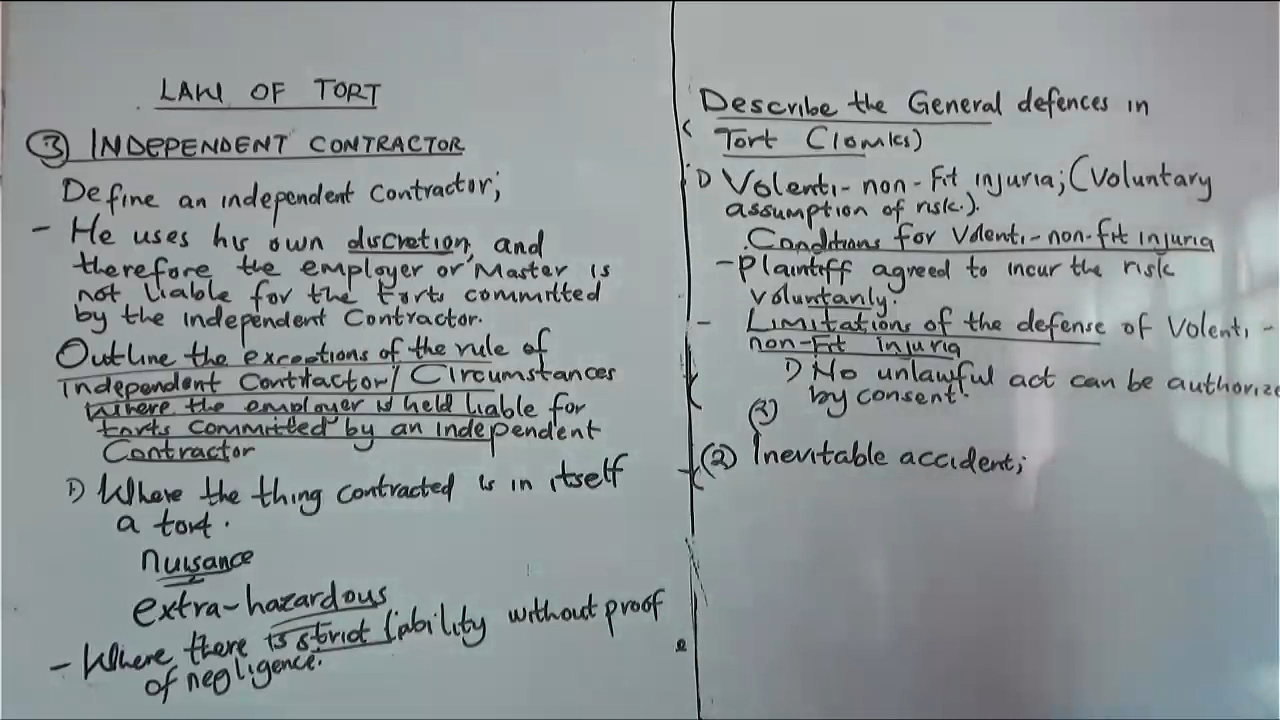 LAW OF TORT
③ INDEPENDENT CONTRACTOR
Define an independent Contractor;
- He uses his own discretion, and
therefore the employer or Master is
not liable for the torts committed
by the independent Contractor.
Outline the exceptions of the rule of
independent Contractor/ Circumstances
where the employer is held liable for
torts committed by an independent
Contractor
1) Where the thing contracted is in itself
a tort.
nuisance
extra-hazardous
- Where there is strict liability without proof
of negligence.
Describe the General defences in
Tort (10mks)
1) Volenti-non-Fit injuria; (Voluntary
assumption of risk.).
Conditions for Volenti-non-fit injuria
- Plaintiff agreed to incur the risk
voluntarily.
- Limitations of the defense of Volenti-
non-Fit injuria
1) No unlawful act can be authorize
by consent.
(2) Inevitable accident;